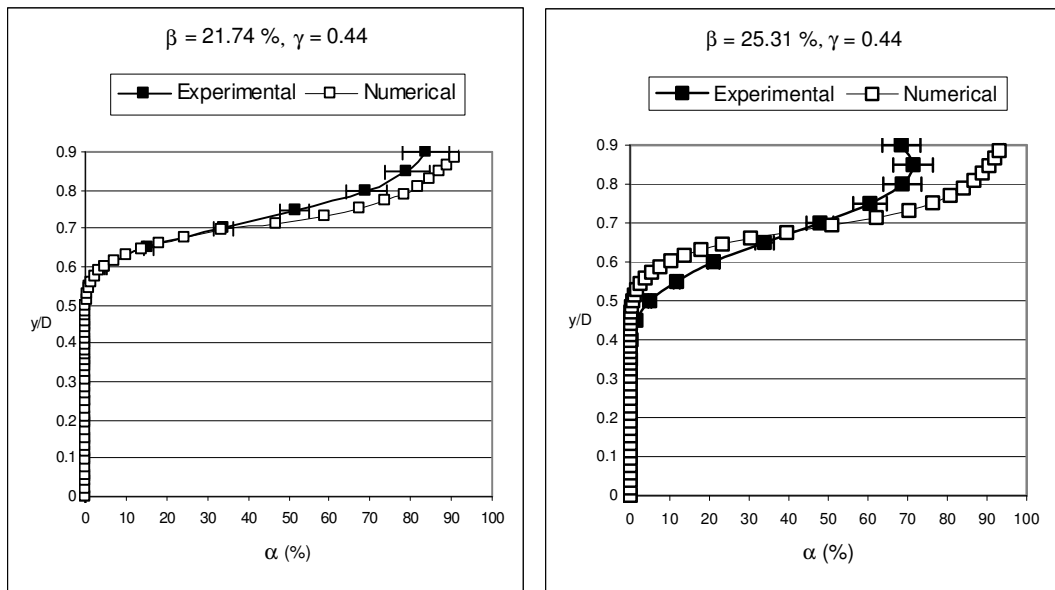 β = 21.74 %, γ = 0.44
Experimental Numerical
0.9
0.8
0.7
0.6
0.5
y/D
0.4
0.3
0.2
0.1
0
0 10 20 30 40 50 60 70 80 90 100
α (%)
β = 25.31 %, γ = 0.44
Experimental Numerical
0.9
0.8
0.7
0.6
0.5
y/D
0.4
0.3
0.2
0.1
0
0 10 20 30 40 50 60 70 80 90 100
α (%)